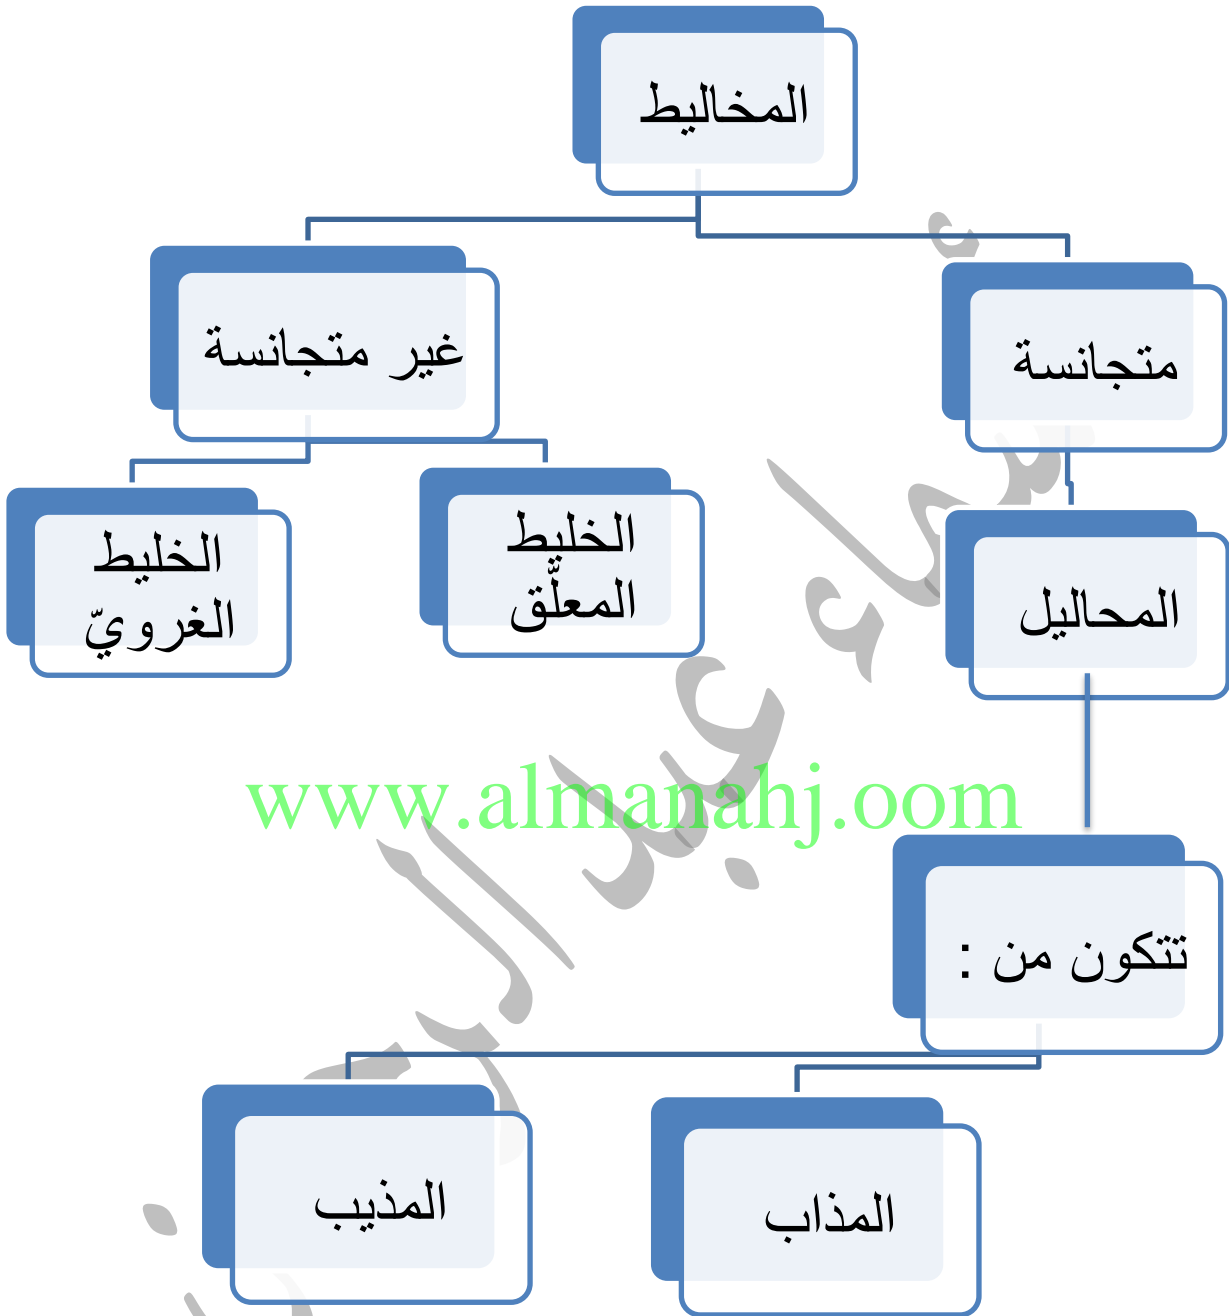 المخاليط
متجانسة
غير متجانسة
المحاليل
الخليط
المعلّق
الخليط
الغرويّ
www.almanahj.oom
تتكون من :
المذاب
المذيب